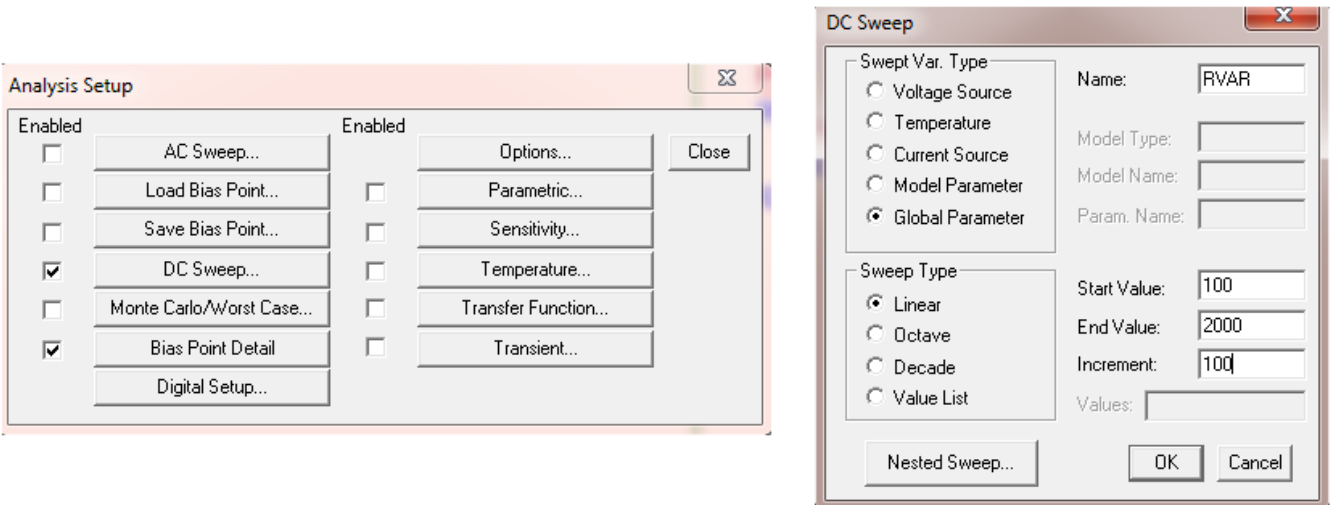 Analysis Setup
Enabled
Enabled
AC Sweep...
Options...
Close
Load Bias Point...
Parametric...
Save Bias Point...
Sensitivity...
DC Sweep...
Temperature...
Monte Carlo/Worst Case...
Transfer Function...
Bias Point Detail
Transient...
Digital Setup...
DC Sweep
Swept Var. Type
Voltage Source
Temperature
Current Source
Model Parameter
Global Parameter
Name: RVAR
Model Type:
Model Name:
Param. Name:
Sweep Type
Linear
Octave
Decade
Value List
Start Value: 100
End Value: 2000
Increment: 100
Values:
Nested Sweep...
OK
Cancel